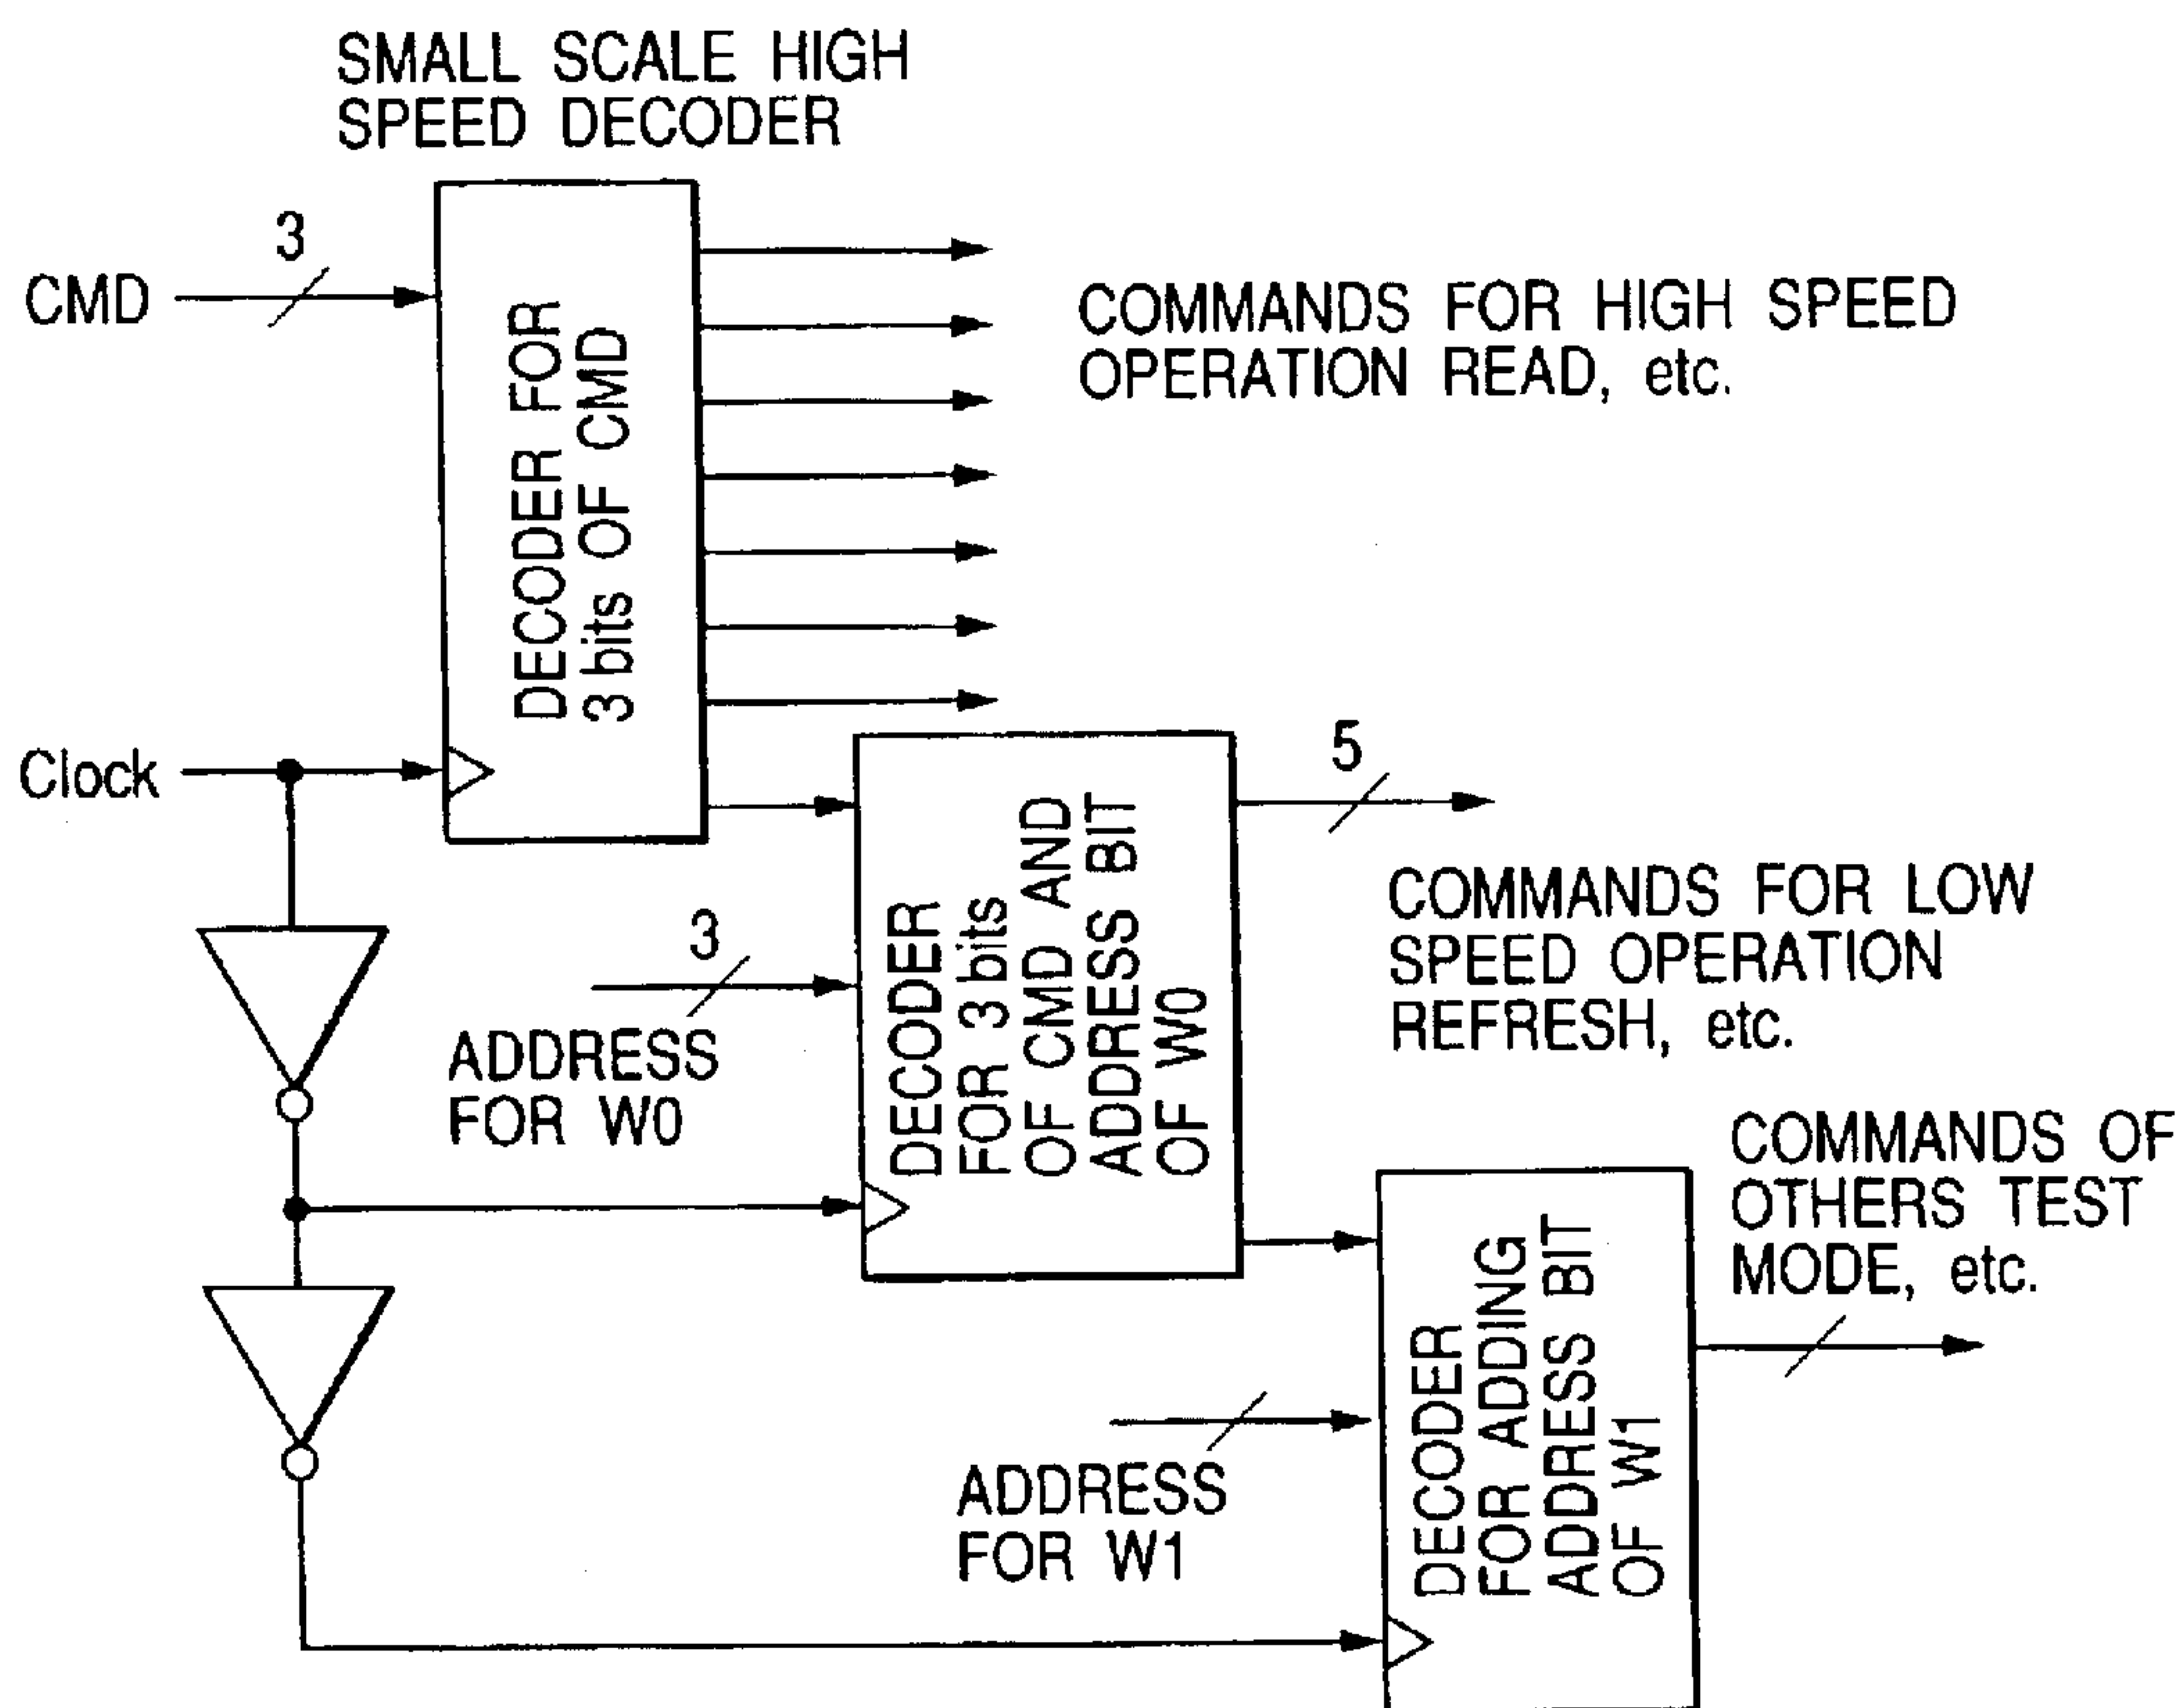 SMALL SCALE HIGH
SPEED DECODER
3
CMD
DECODER FOR
3 bits OF CMD
COMMANDS FOR HIGH SPEED
OPERATION READ, etc.
Clock
5
DECODER
FOR 3 bits
OF CMD AND
ADDRESS BIT
OF W0
3
ADDRESS
FOR W0
COMMANDS FOR LOW
SPEED OPERATION
REFRESH, etc.
COMMANDS OF
OTHERS TEST
MODE, etc.
DECODER
FOR ADDING
ADDRESS BIT
OF W1
ADDRESS
FOR W1